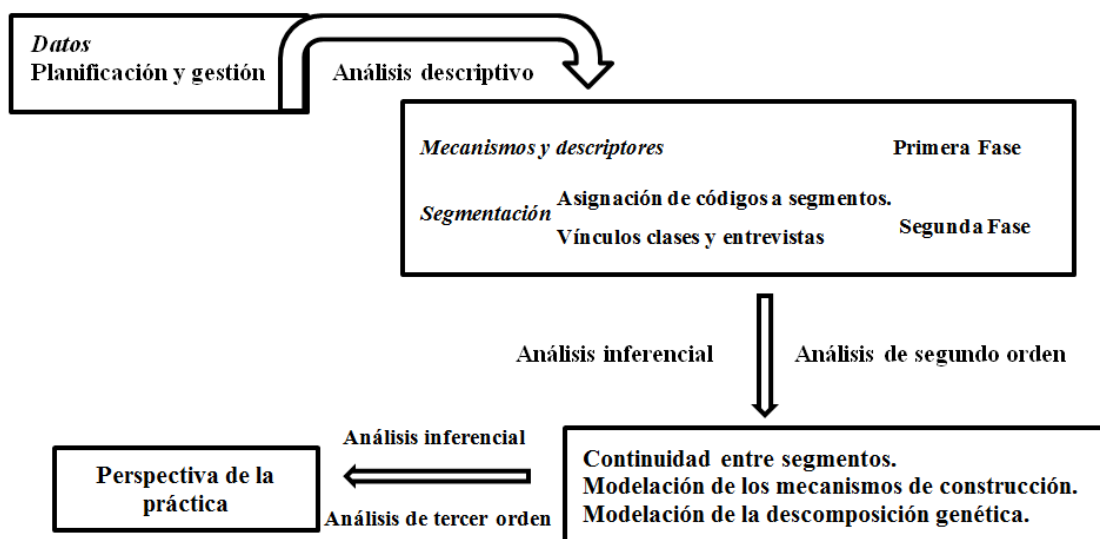 Datos
Planificación y gestión
Análisis descriptivo
Mecanismos y descriptores
Primera Fase
Segmentación
Asignación de códigos a segmentos.
Vínculos clases y entrevistas
Segunda Fase
Análisis inferencial
Análisis de segundo orden
Continuidad entre segmentos.
Modelación de los mecanismos de construcción.
Modelación de la descomposición genética.
Análisis inferencial
Análisis de tercer orden
Perspectiva de la
práctica